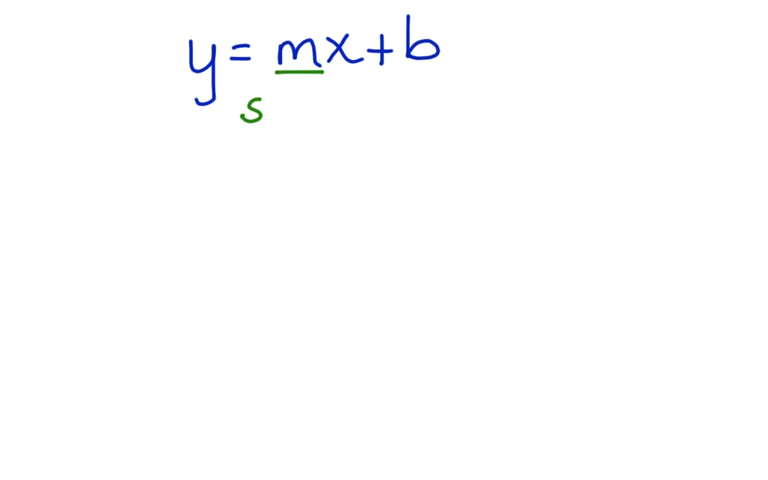 y = mx + b
s